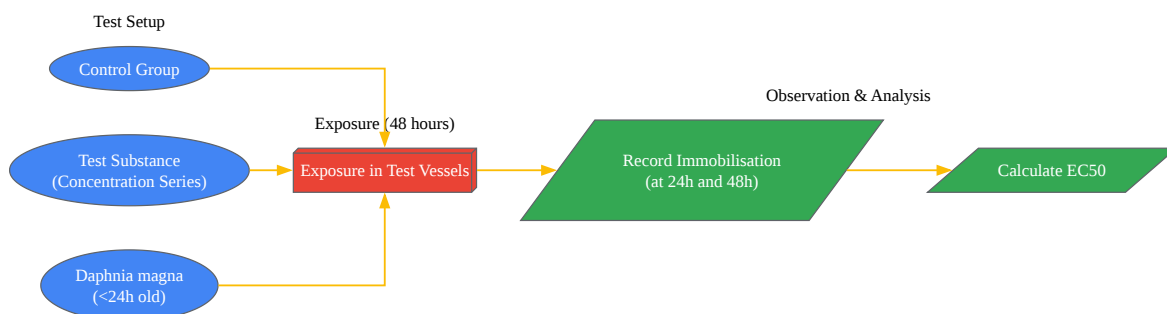 Test Setup
Control Group
Test Substance
(Concentration Series)
Daphnia magna
(<24h old)
Exposure (48 hours)
Exposure in Test Vessels
Observation & Analysis
Record Immobilisation
(at 24h and 48h)
Calculate EC50